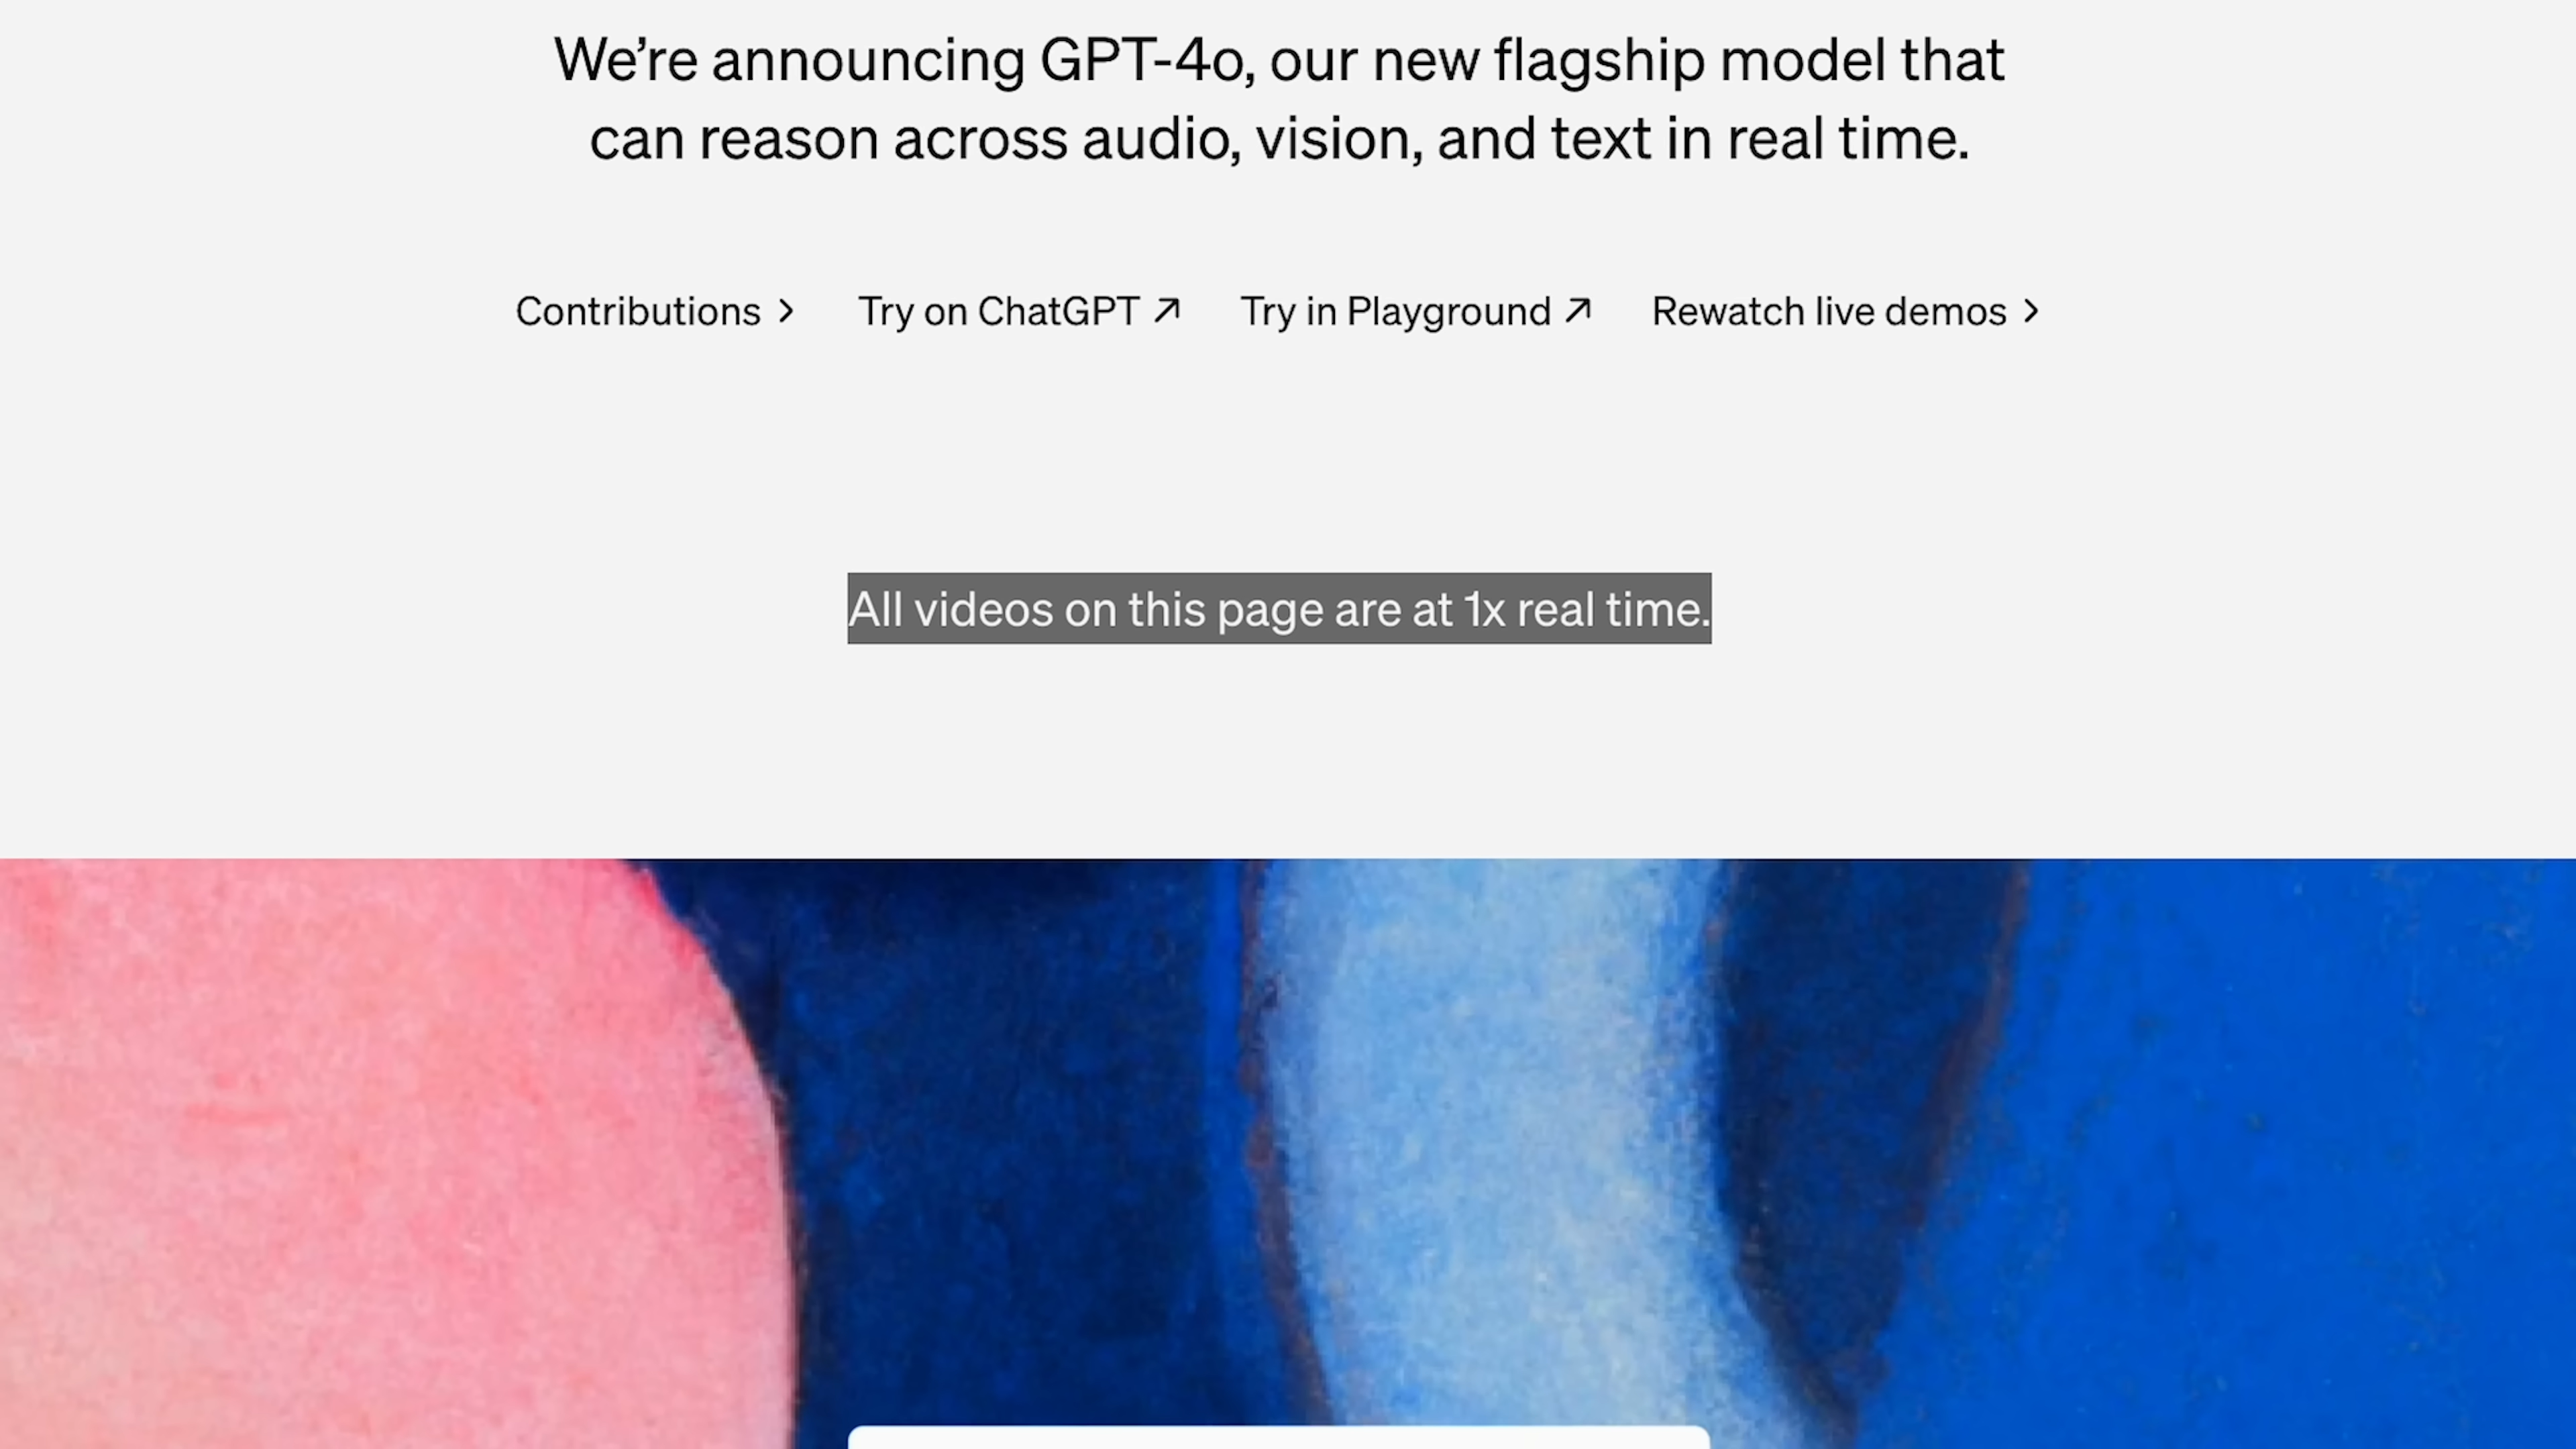 We’re announcing GPT-4o, our new flagship model that
can reason across audio, vision, and text in real time.
Contributions >
Try on ChatGPT ↗
Try in Playground ↗
Rewatch live demos >
All videos on this page are at 1x real time.